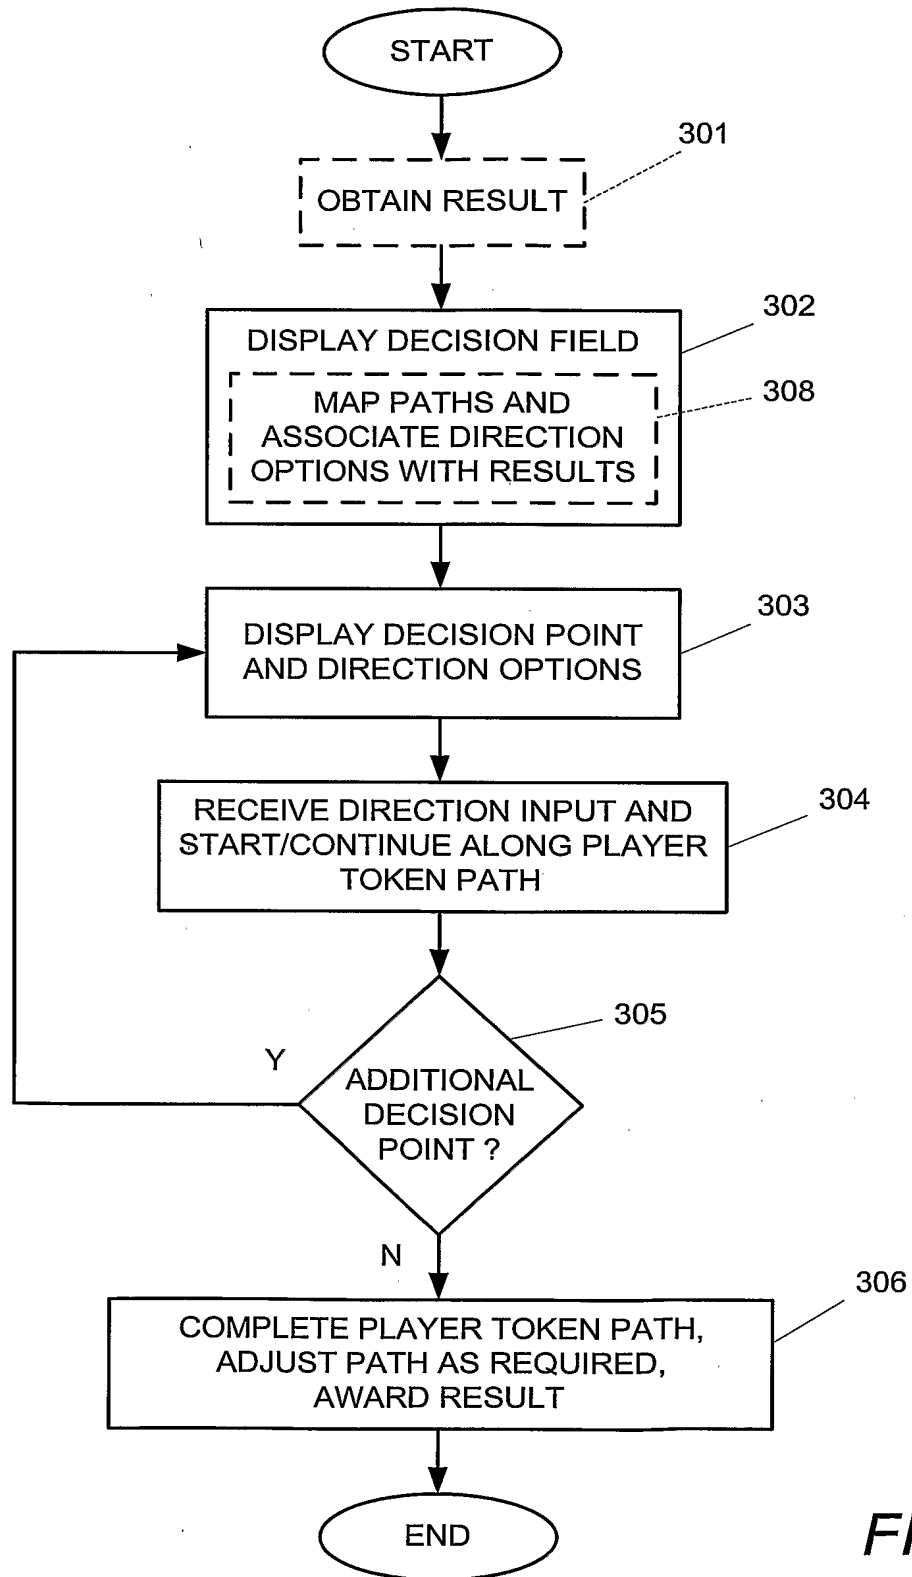 START
301
OBTAIN RESULT
302
DISPLAY DECISION FIELD
308
MAP PATHS AND
ASSOCIATE DIRECTION
OPTIONS WITH RESULTS
303
DISPLAY DECISION POINT
AND DIRECTION OPTIONS
304
RECEIVE DIRECTION INPUT AND
START/CONTINUE ALONG PLAYER
TOKEN PATH
305
Y
ADDITIONAL
DECISION
POINT ?
N
306
COMPLETE PLAYER TOKEN PATH,
ADJUST PATH AS REQUIRED,
AWARD RESULT
END